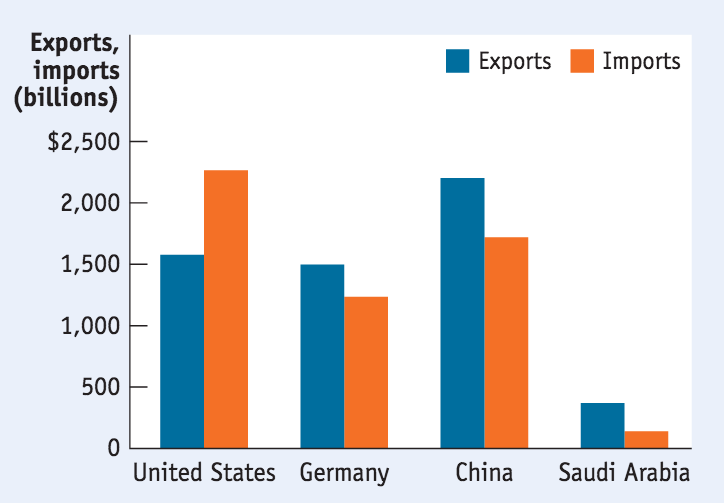 Exports,
imports
(billions)
Exports Imports
$2,500
2,000
1,500
1,000
500
0
United States Germany China Saudi Arabia